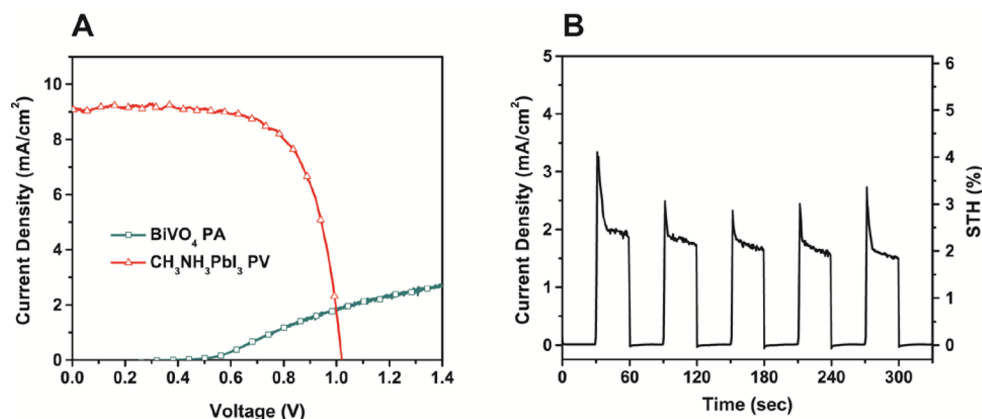 A
B
Current Density (mA/cm²)
10
8
6
4
2
0
BiVO₄ PA
CH₃NH₃PbI₃ PV
0.0 0.2 0.4 0.6 0.8 1.0 1.2 1.4
Voltage (V)
Current Density (mA/cm²)
5
4
3
2
1
0
0 60 120 180 240 300
Time (sec)
6
5
4
3
2
1
0
STH (%)